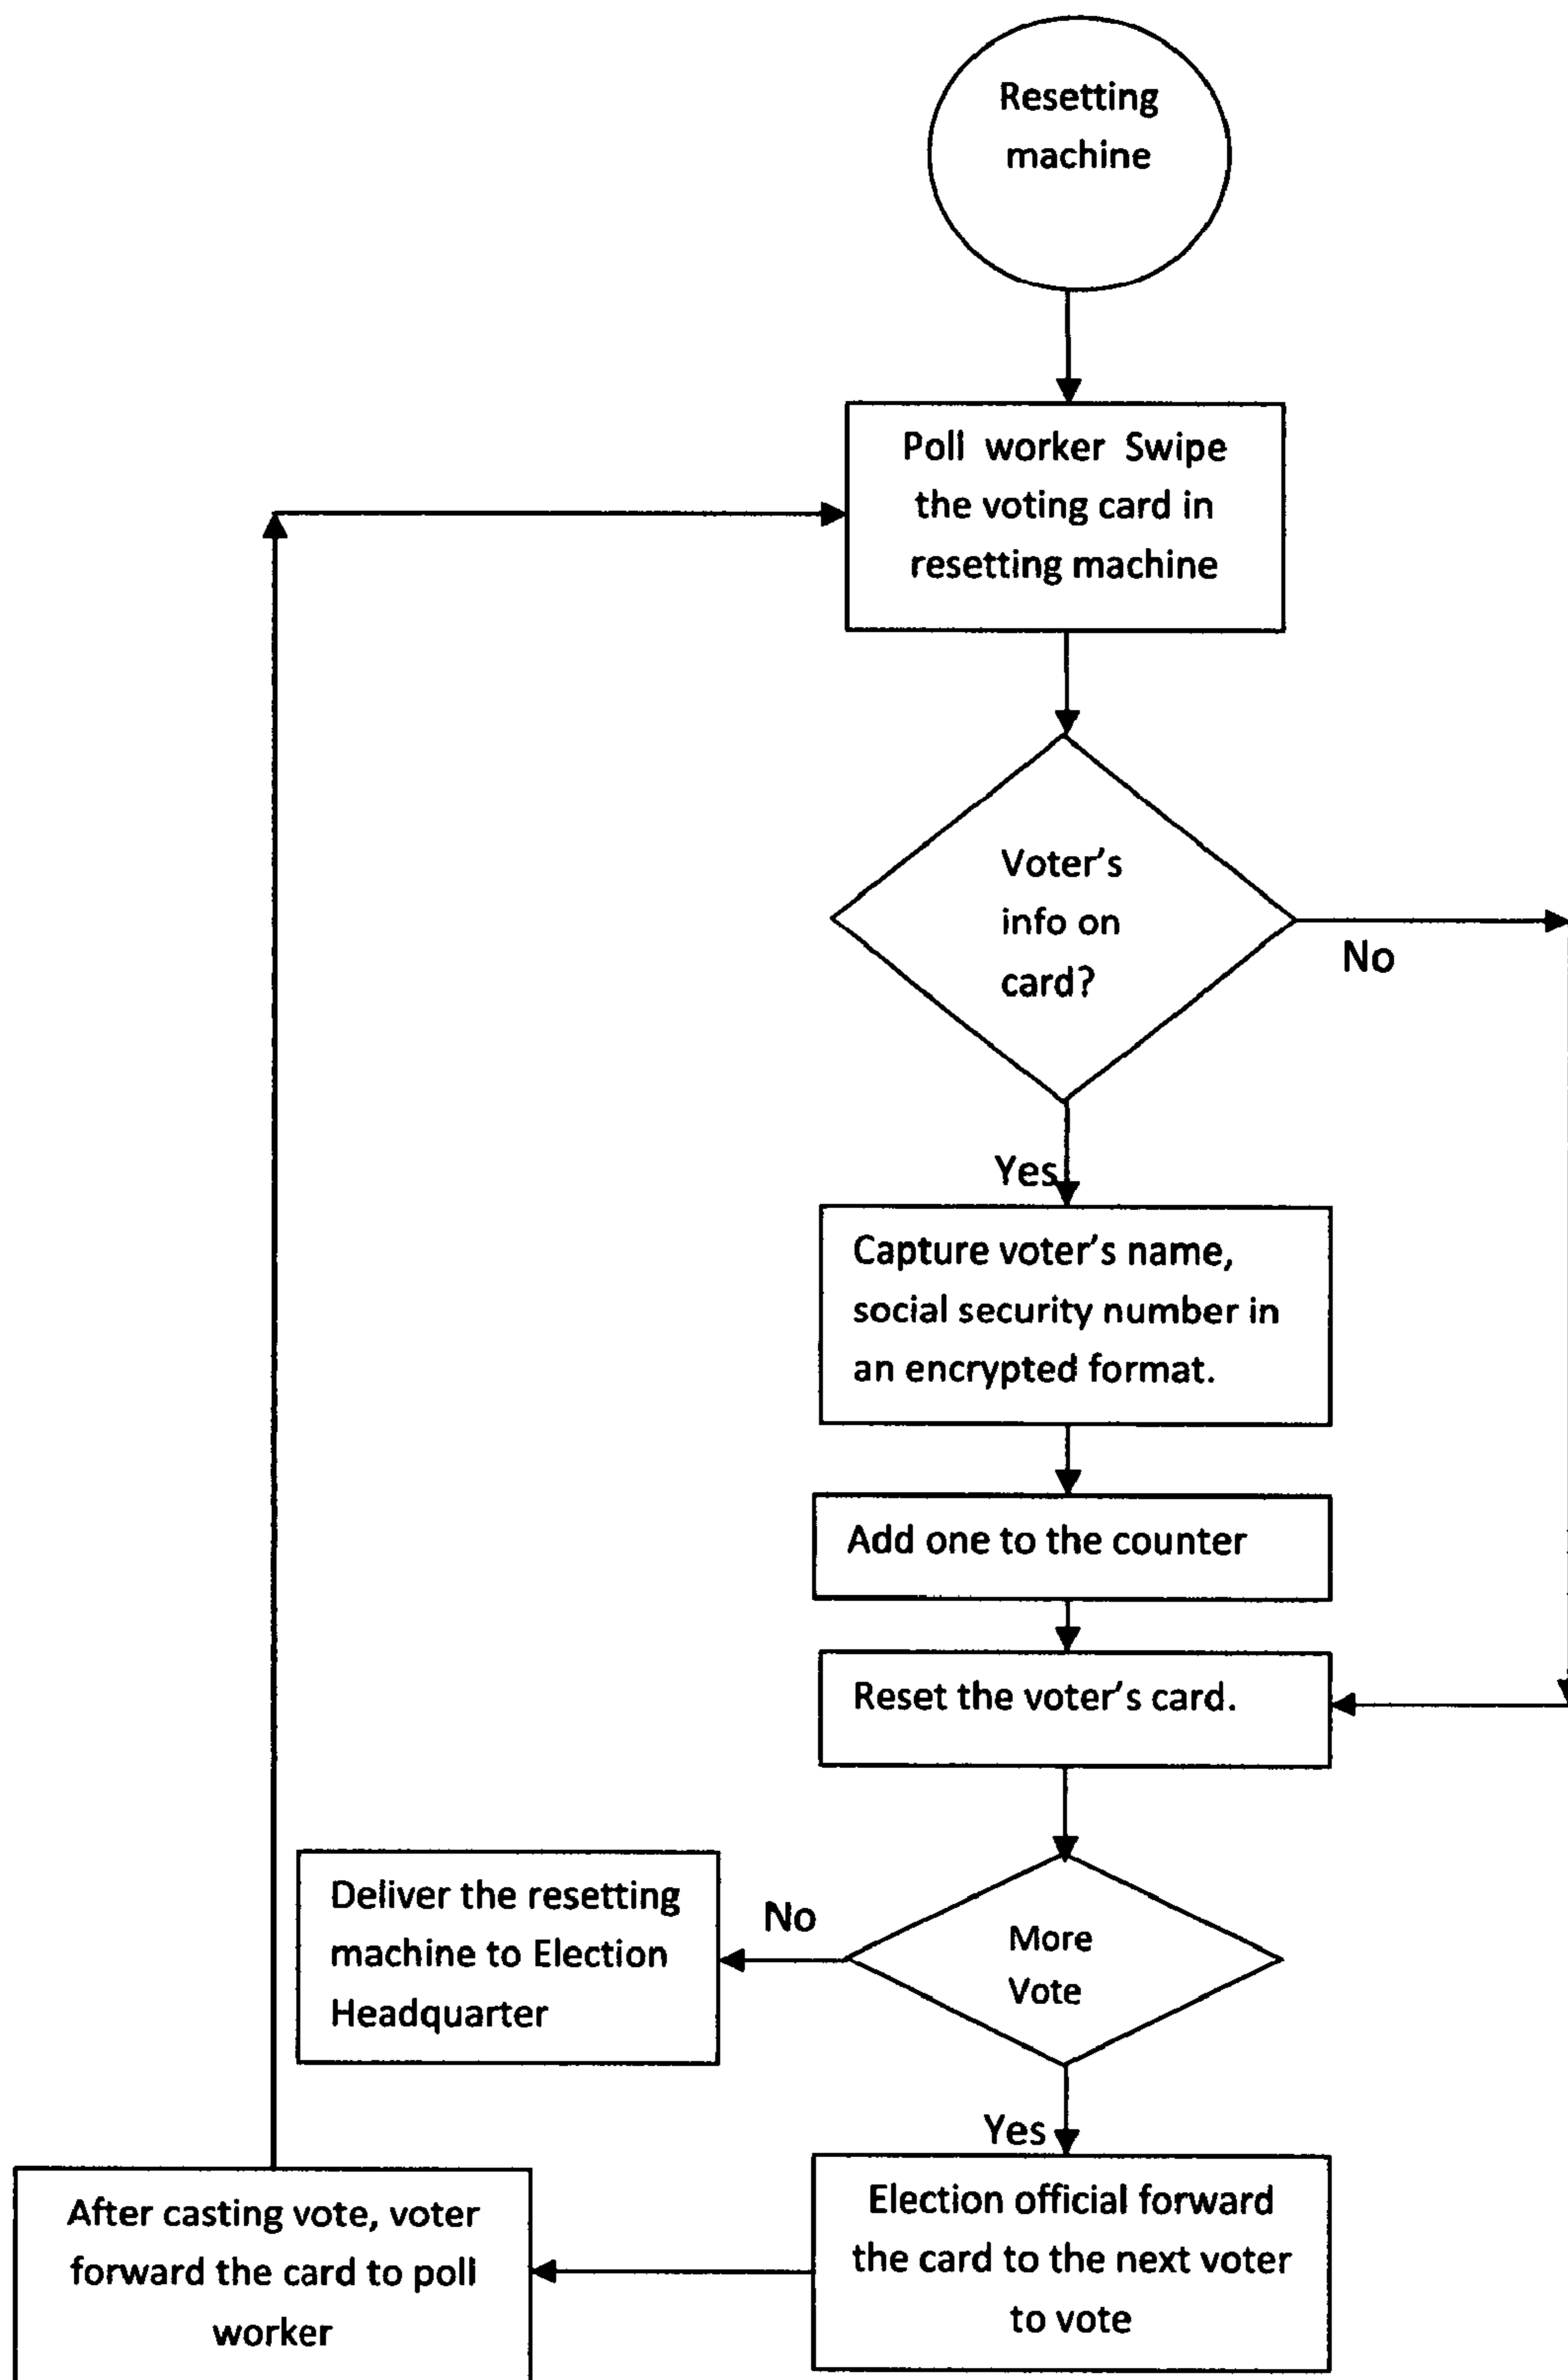 Resetting
machine
Poll worker Swipe
the voting card in
resetting machine
Voter's
info on
card?
No
Yes
Capture voter's name,
social security number in
an encrypted format.
Add one to the counter
Reset the voter's card.
More
Vote
No
Deliver the resetting
machine to Election
Headquarter
Yes
Election official forward
the card to the next voter
to vote
After casting vote, voter
forward the card to poll
worker